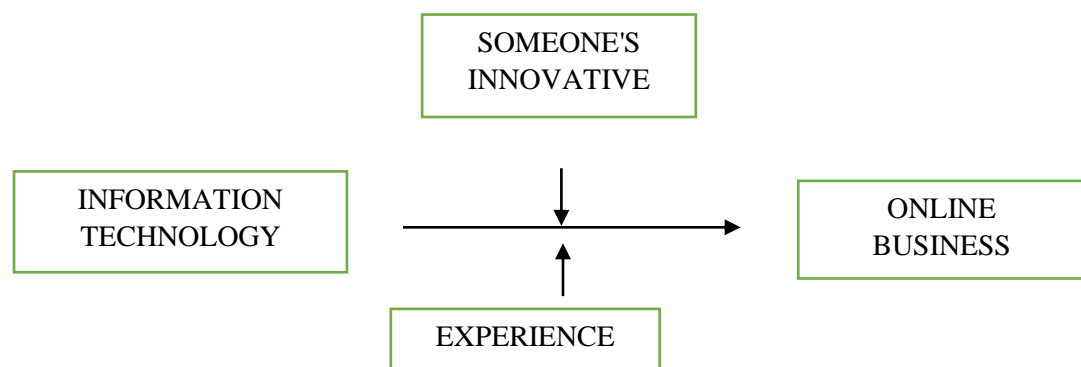 SOMEONE'S
INNOVATIVE
INFORMATION
TECHNOLOGY
ONLINE
BUSINESS
EXPERIENCE